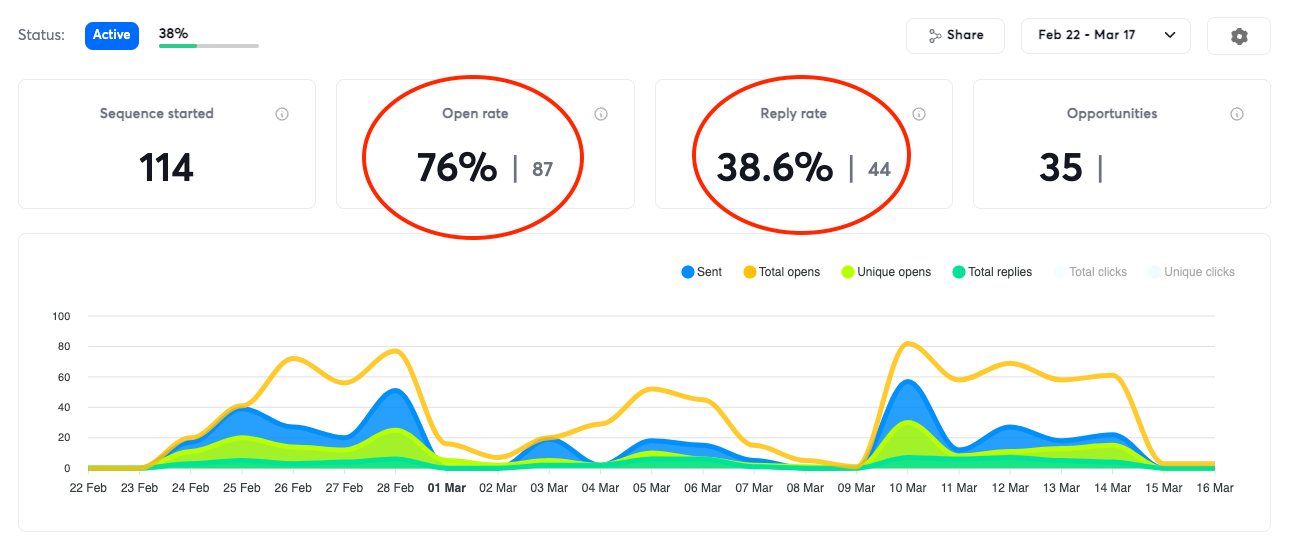 Status: Active 38% Share Feb 22 - Mar 17
Sequence started Open rate Reply rate Opportunities
114 76% | 87 38.6% | 44 35 |
Sent Total opens Unique opens Total replies Total clicks Unique clicks
100
80
60
40
20
0
22 Feb 23 Feb 24 Feb 25 Feb 26 Feb 27 Feb 28 Feb 01 Mar 02 Mar 03 Mar 04 Mar 05 Mar 06 Mar 07 Mar 08 Mar 09 Mar 10 Mar 11 Mar 12 Mar 13 Mar 14 Mar 15 Mar 16 Mar